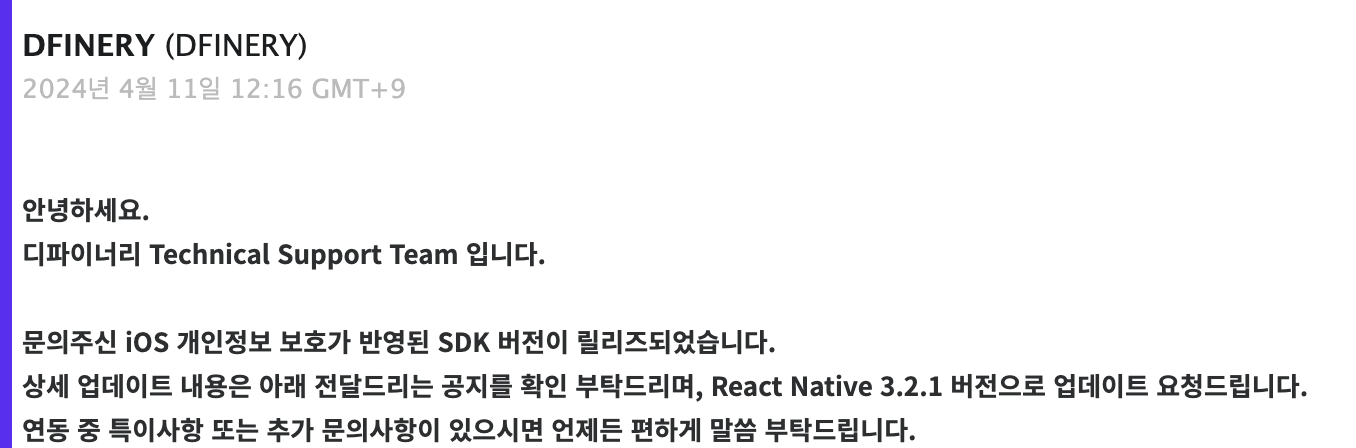 DFINERY (DFINERY)
2024년 4월 11일 12:16 GMT+9
안녕하세요.
디파이너리 Technical Support Team 입니다.
문의주신 iOS 개인정보 보호가 반영된 SDK 버전이 릴리즈되었습니다.
상세 업데이트 내용은 아래 전달드리는 공지를 확인 부탁드리며, React Native 3.2.1 버전으로 업데이트 요청드립니다.
연동 중 특이사항 또는 추가 문의사항이 있으시면 언제든 편하게 말씀 부탁드립니다.